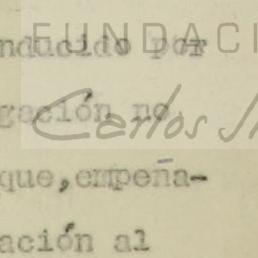 FUNDACI
nducido por
gación no
Carlos
que,empeña-
ación al